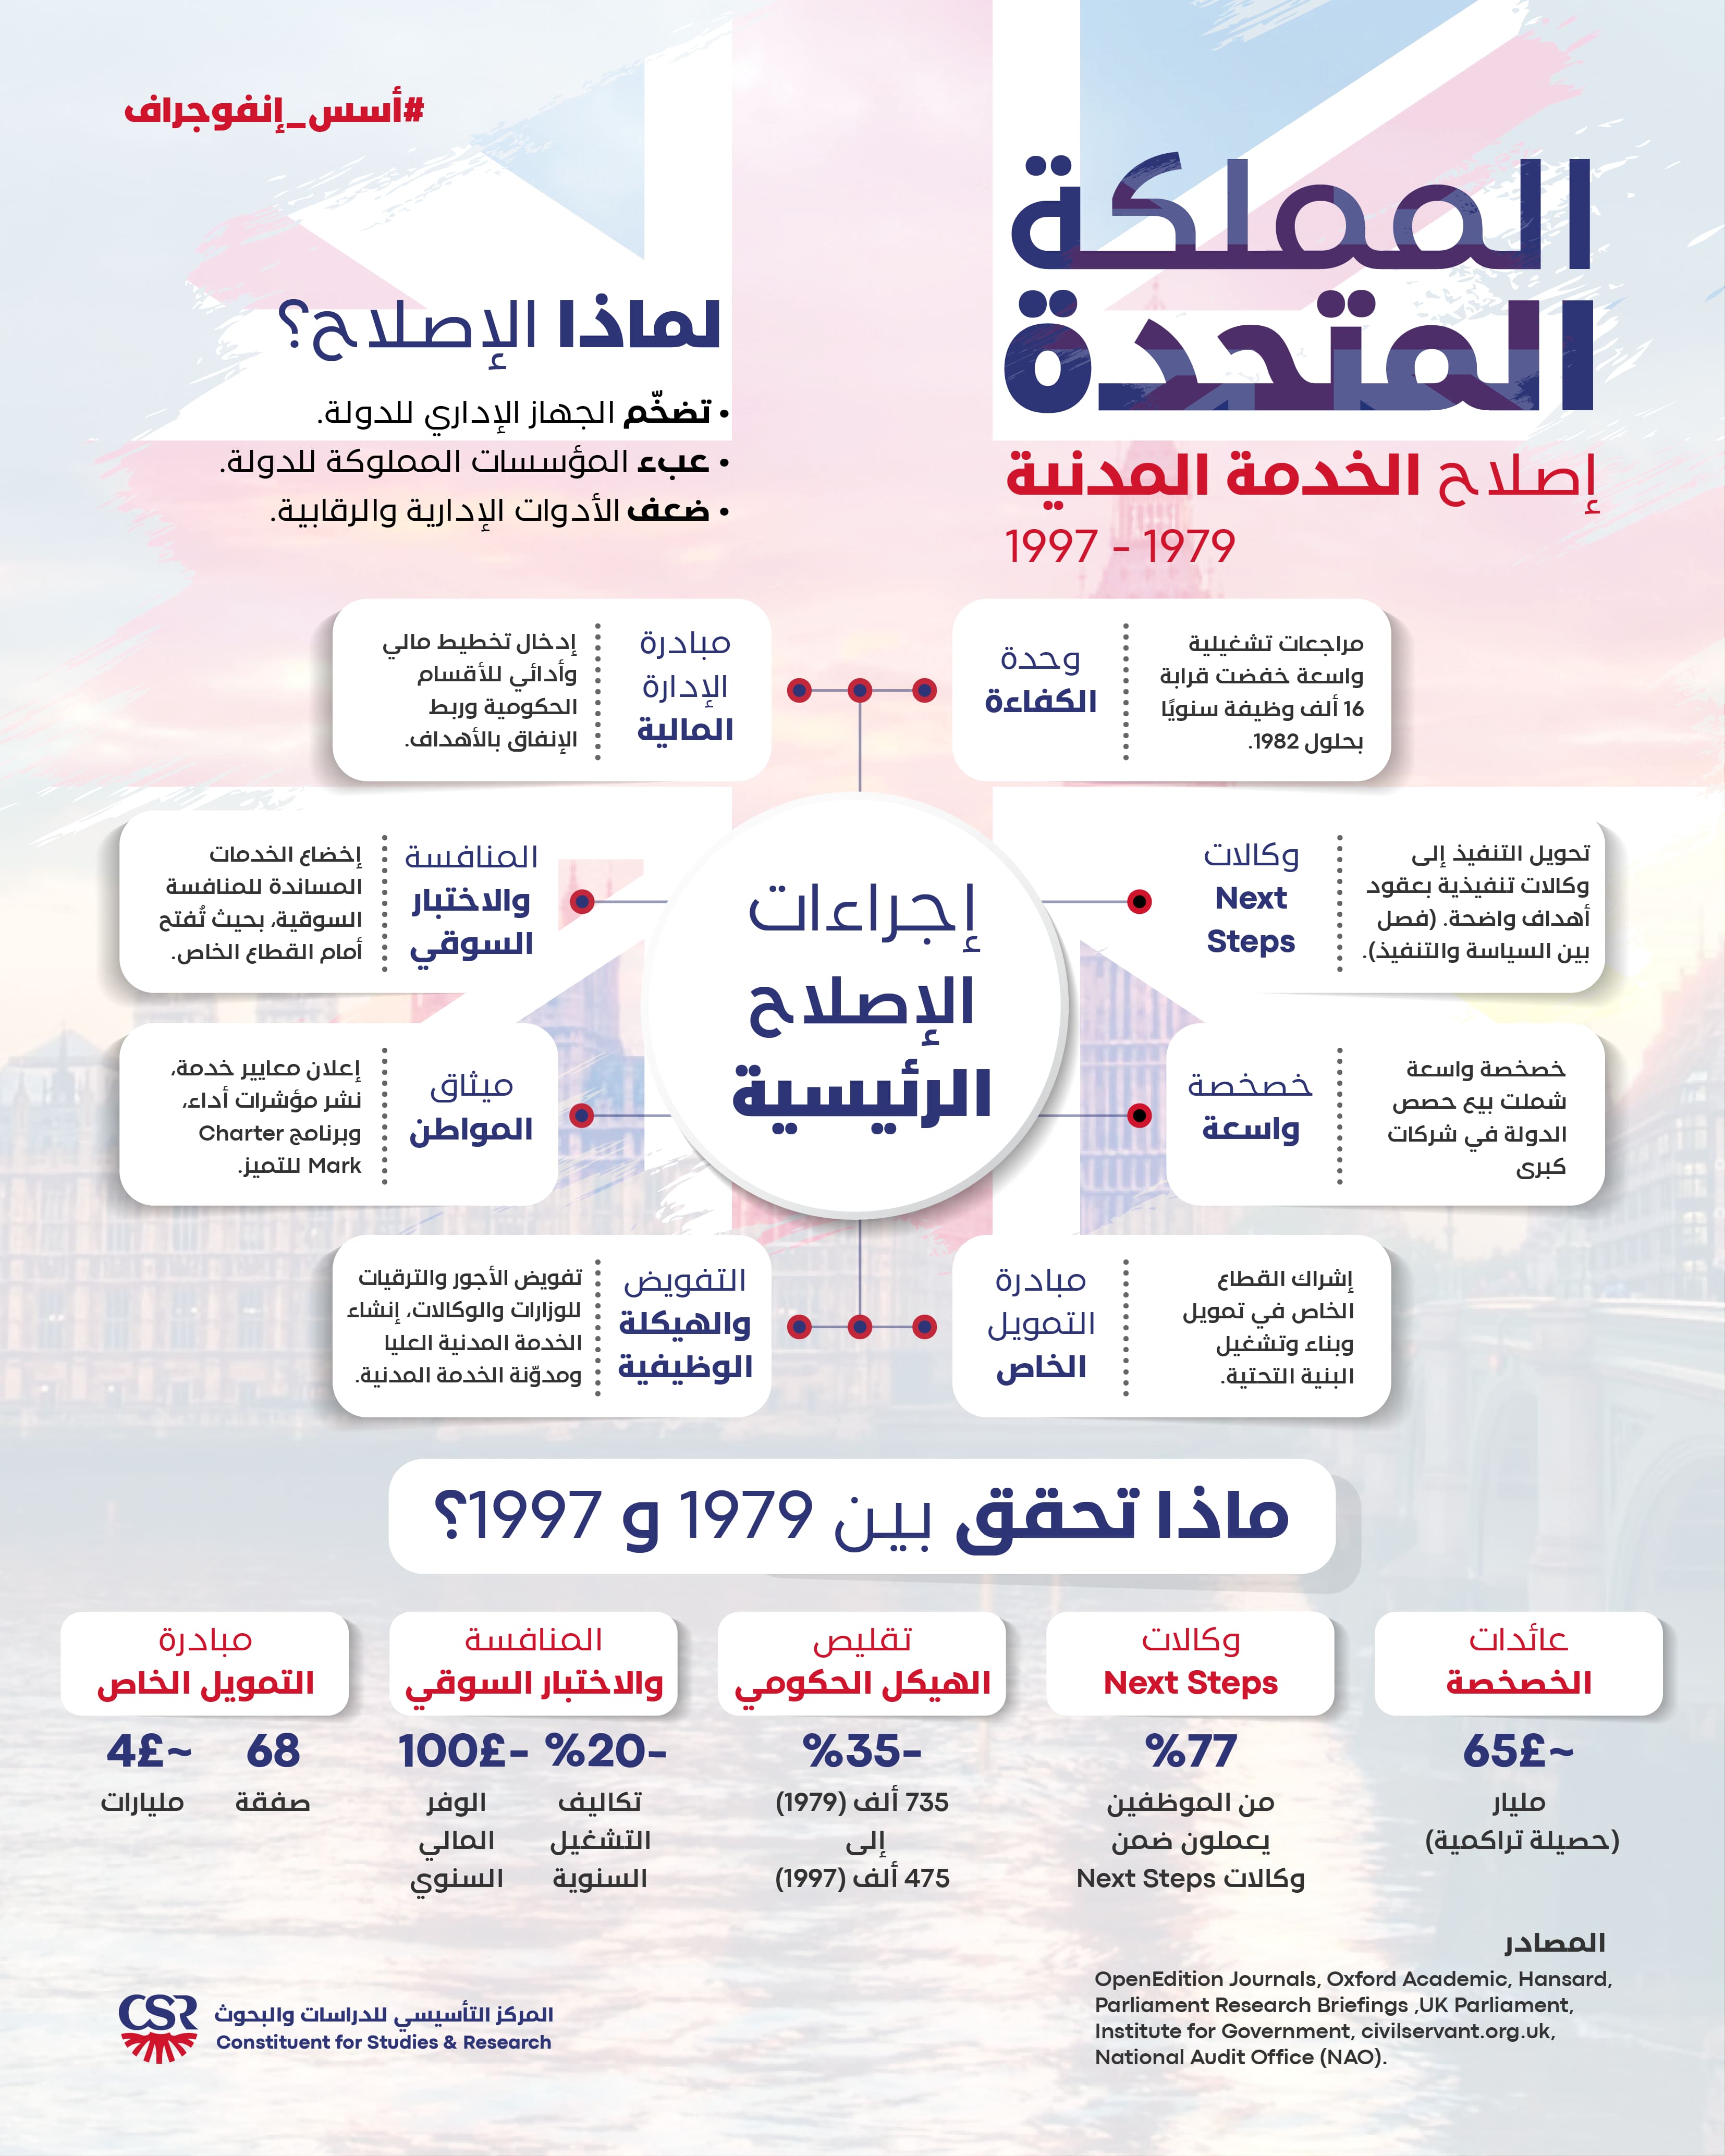 #أسس_إنفوجراف
المملكة
المتحدة
إصلاح الخدمة المدنية
1979 - 1997
لماذا الإصلاح؟
• تضخّم الجهاز الإداري للدولة.
• عبء المؤسسات المملوكة للدولة.
• ضعف الأدوات الإدارية والرقابية.
إجراءات
الإصلاح
الرئيسية
وحدة
الكفاءة
مراجعات تشغيلية
واسعة خفضت قرابة
16 ألف وظيفة سنويًا
بحلول 1982.
مبادرة
الإدارة
المالية
إدخال تخطيط مالي
وأدائي للأقسام
الحكومية وربط
الإنفاق بالأهداف.
وكالات
Next
Steps
تحويل التنفيذ إلى
وكالات تنفيذية بعقود
أهداف واضحة. (فصل
بين السياسة والتنفيذ).
المنافسة
والاختبار
السوقي
إخضاع الخدمات
المساندة للمنافسة
السوقية، بحيث تُفتح
أمام القطاع الخاص.
خصخصة
واسعة
خصخصة واسعة
شملت بيع حصص
الدولة في شركات
كبرى
ميثاق
المواطن
إعلان معايير خدمة،
نشر مؤشرات أداء،
وبرنامج Charter
Mark للتميز.
مبادرة
التمويل
الخاص
إشراك القطاع
الخاص في تمويل
وبناء وتشغيل
البنية التحتية.
التفويض
والهيكلة
الوظيفية
تفويض الأجور والترقيات
للوزارات والوكالات، إنشاء
الخدمة المدنية العليا
ومدوّنة الخدمة المدنية.
ماذا تحقق بين 1979 و 1997؟
عائدات
الخصخصة
~£65
مليار
(حصيلة تراكمية)
وكالات
Next Steps
%77
من الموظفين
يعملون ضمن
وكالات Next Steps
تقليص
الهيكل الحكومي
-35%
735 ألف (1979)
إلى
475 ألف (1997)
المنافسة
والاختبار السوقي
-20%
تكاليف
التشغيل
السنوية
-£100
الوفر
المالي
السنوي
مبادرة
التمويل الخاص
68
صفقة
~£4
مليارات
المصادر
OpenEdition Journals, Oxford Academic, Hansard,
Parliament Research Briefings ,UK Parliament,
Institute for Government, civilservant.org.uk,
National Audit Office (NAO).
CSR
المركز التأسيسي للدراسات والبحوث
Constituent for Studies & Research